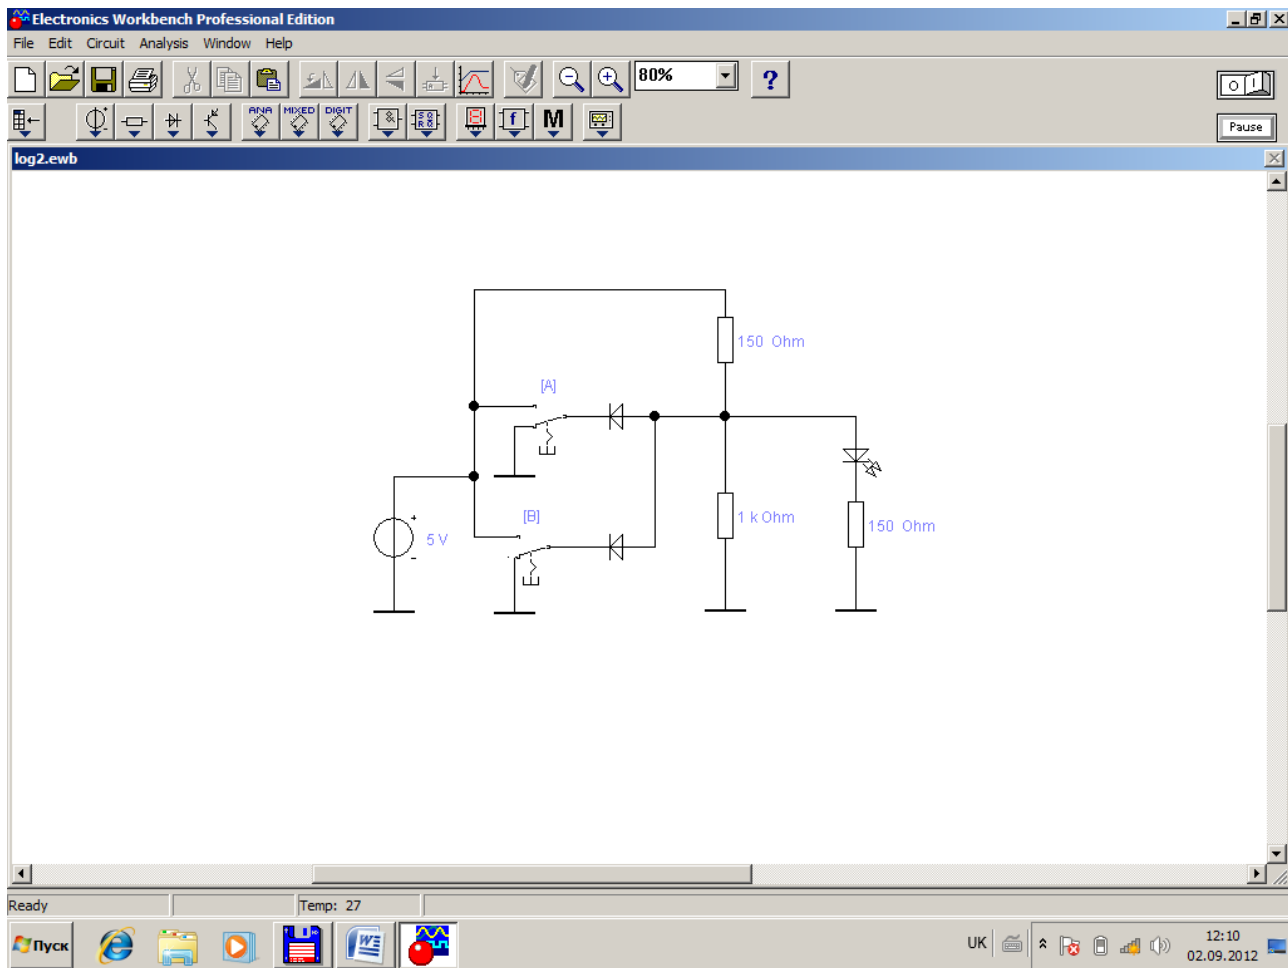 Electronics Workbench Professional Edition
File Edit Circuit Analysis Window Help
80%
?
ANA MIXED DIGIT
&
f
M
Pause
log2.ewb
150 Ohm
[A]
[B]
5 V
+
-
1 k Ohm
150 Ohm
Ready
Temp: 27
Пуск
UK
12:10
02.09.2012